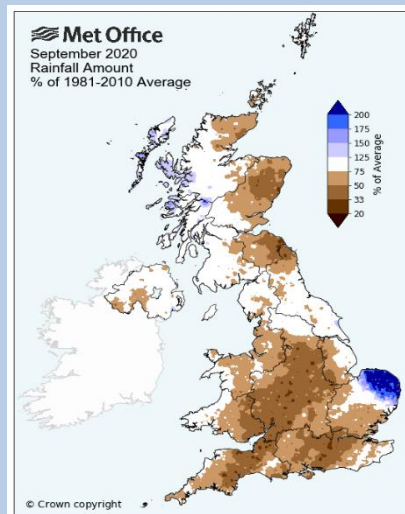 Met Office
September 2020
Rainfall Amount
% of 1981-2010 Average
200
175
150
125
75
50
33
20
% of Average
© Crown copyright